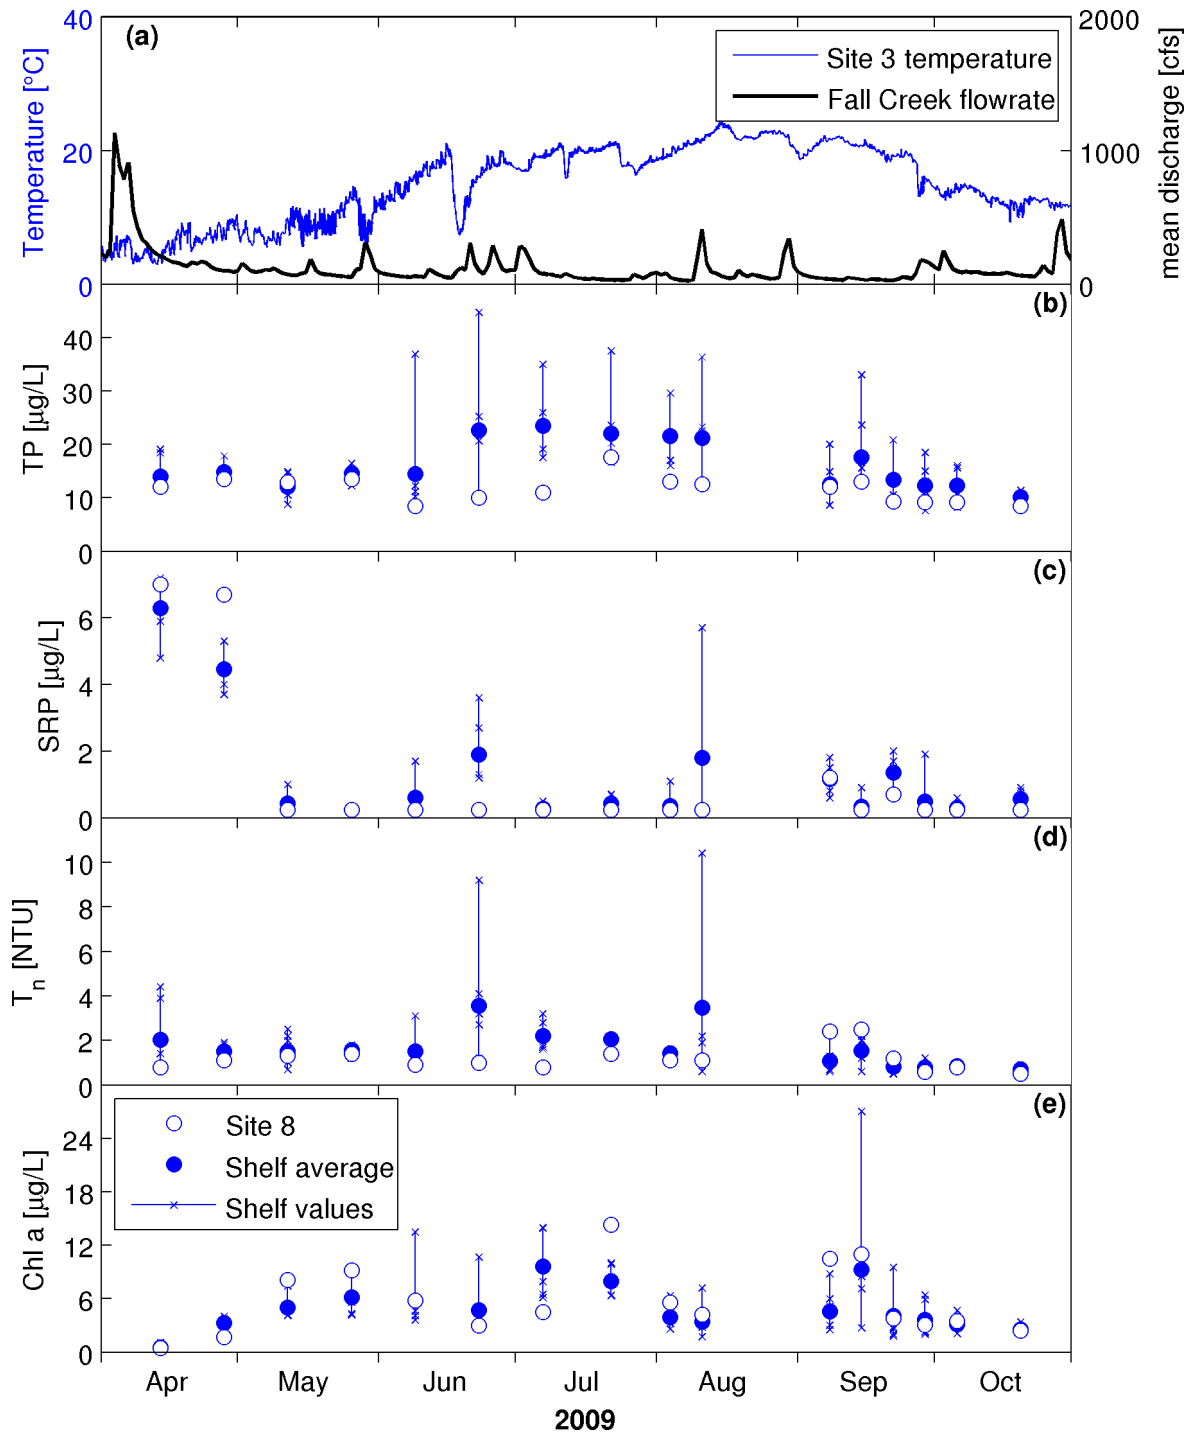 (a)
Temperature [°C]
40
20
0
Site 3 temperature
Fall Creek flowrate
2000
1000
0
mean discharge [cfs]
(b)
TP [µg/L]
40
30
20
10
0
(c)
SRP [µg/L]
6
4
2
0
(d)
Tn [NTU]
10
8
6
4
2
0
(e)
Chl a [µg/L]
24
18
12
6
0
Site 8
Shelf average
Shelf values
Apr May Jun Jul Aug Sep Oct
2009